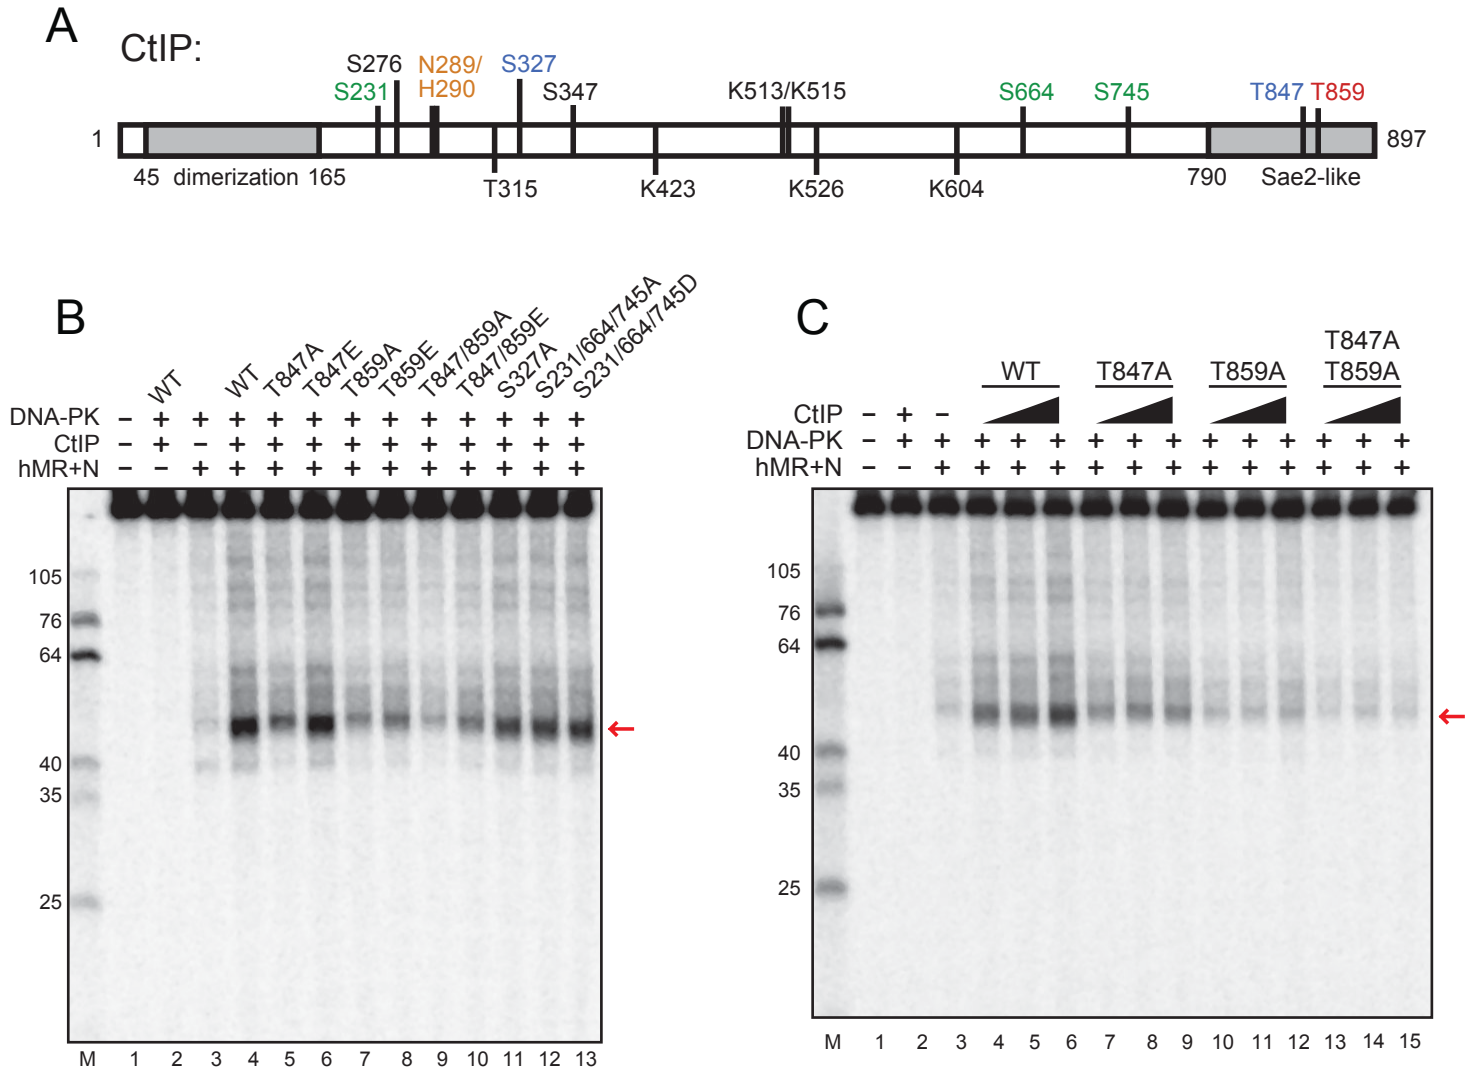 A
CtIP:
S276 N289/ S327
S231 H290 S347 K513/K515 S664 S745 T847 T859
1 897
45 dimerization 165 T315 K423 K526 K604 790 Sae2-like
B
WT WT T847A T847E T859A T859E T847/859A T847/859E S327A S231/664/745A S231/664/745D
DNA-PK – + + + + + + + + + + + +
CtIP – + – + + + + + + + + + +
hMR+N – – + + + + + + + + + + +
105
76
64
40
35
25
M 1 2 3 4 5 6 7 8 9 10 11 12 13
C
T847A
WT T847A T859A T859A
CtIP – + –
DNA-PK – + + + + + + + + + + + + + +
hMR+N – – + + + + + + + + + + + + +
105
76
64
40
35
25
M 1 2 3 4 5 6 7 8 9 10 11 12 13 14 15